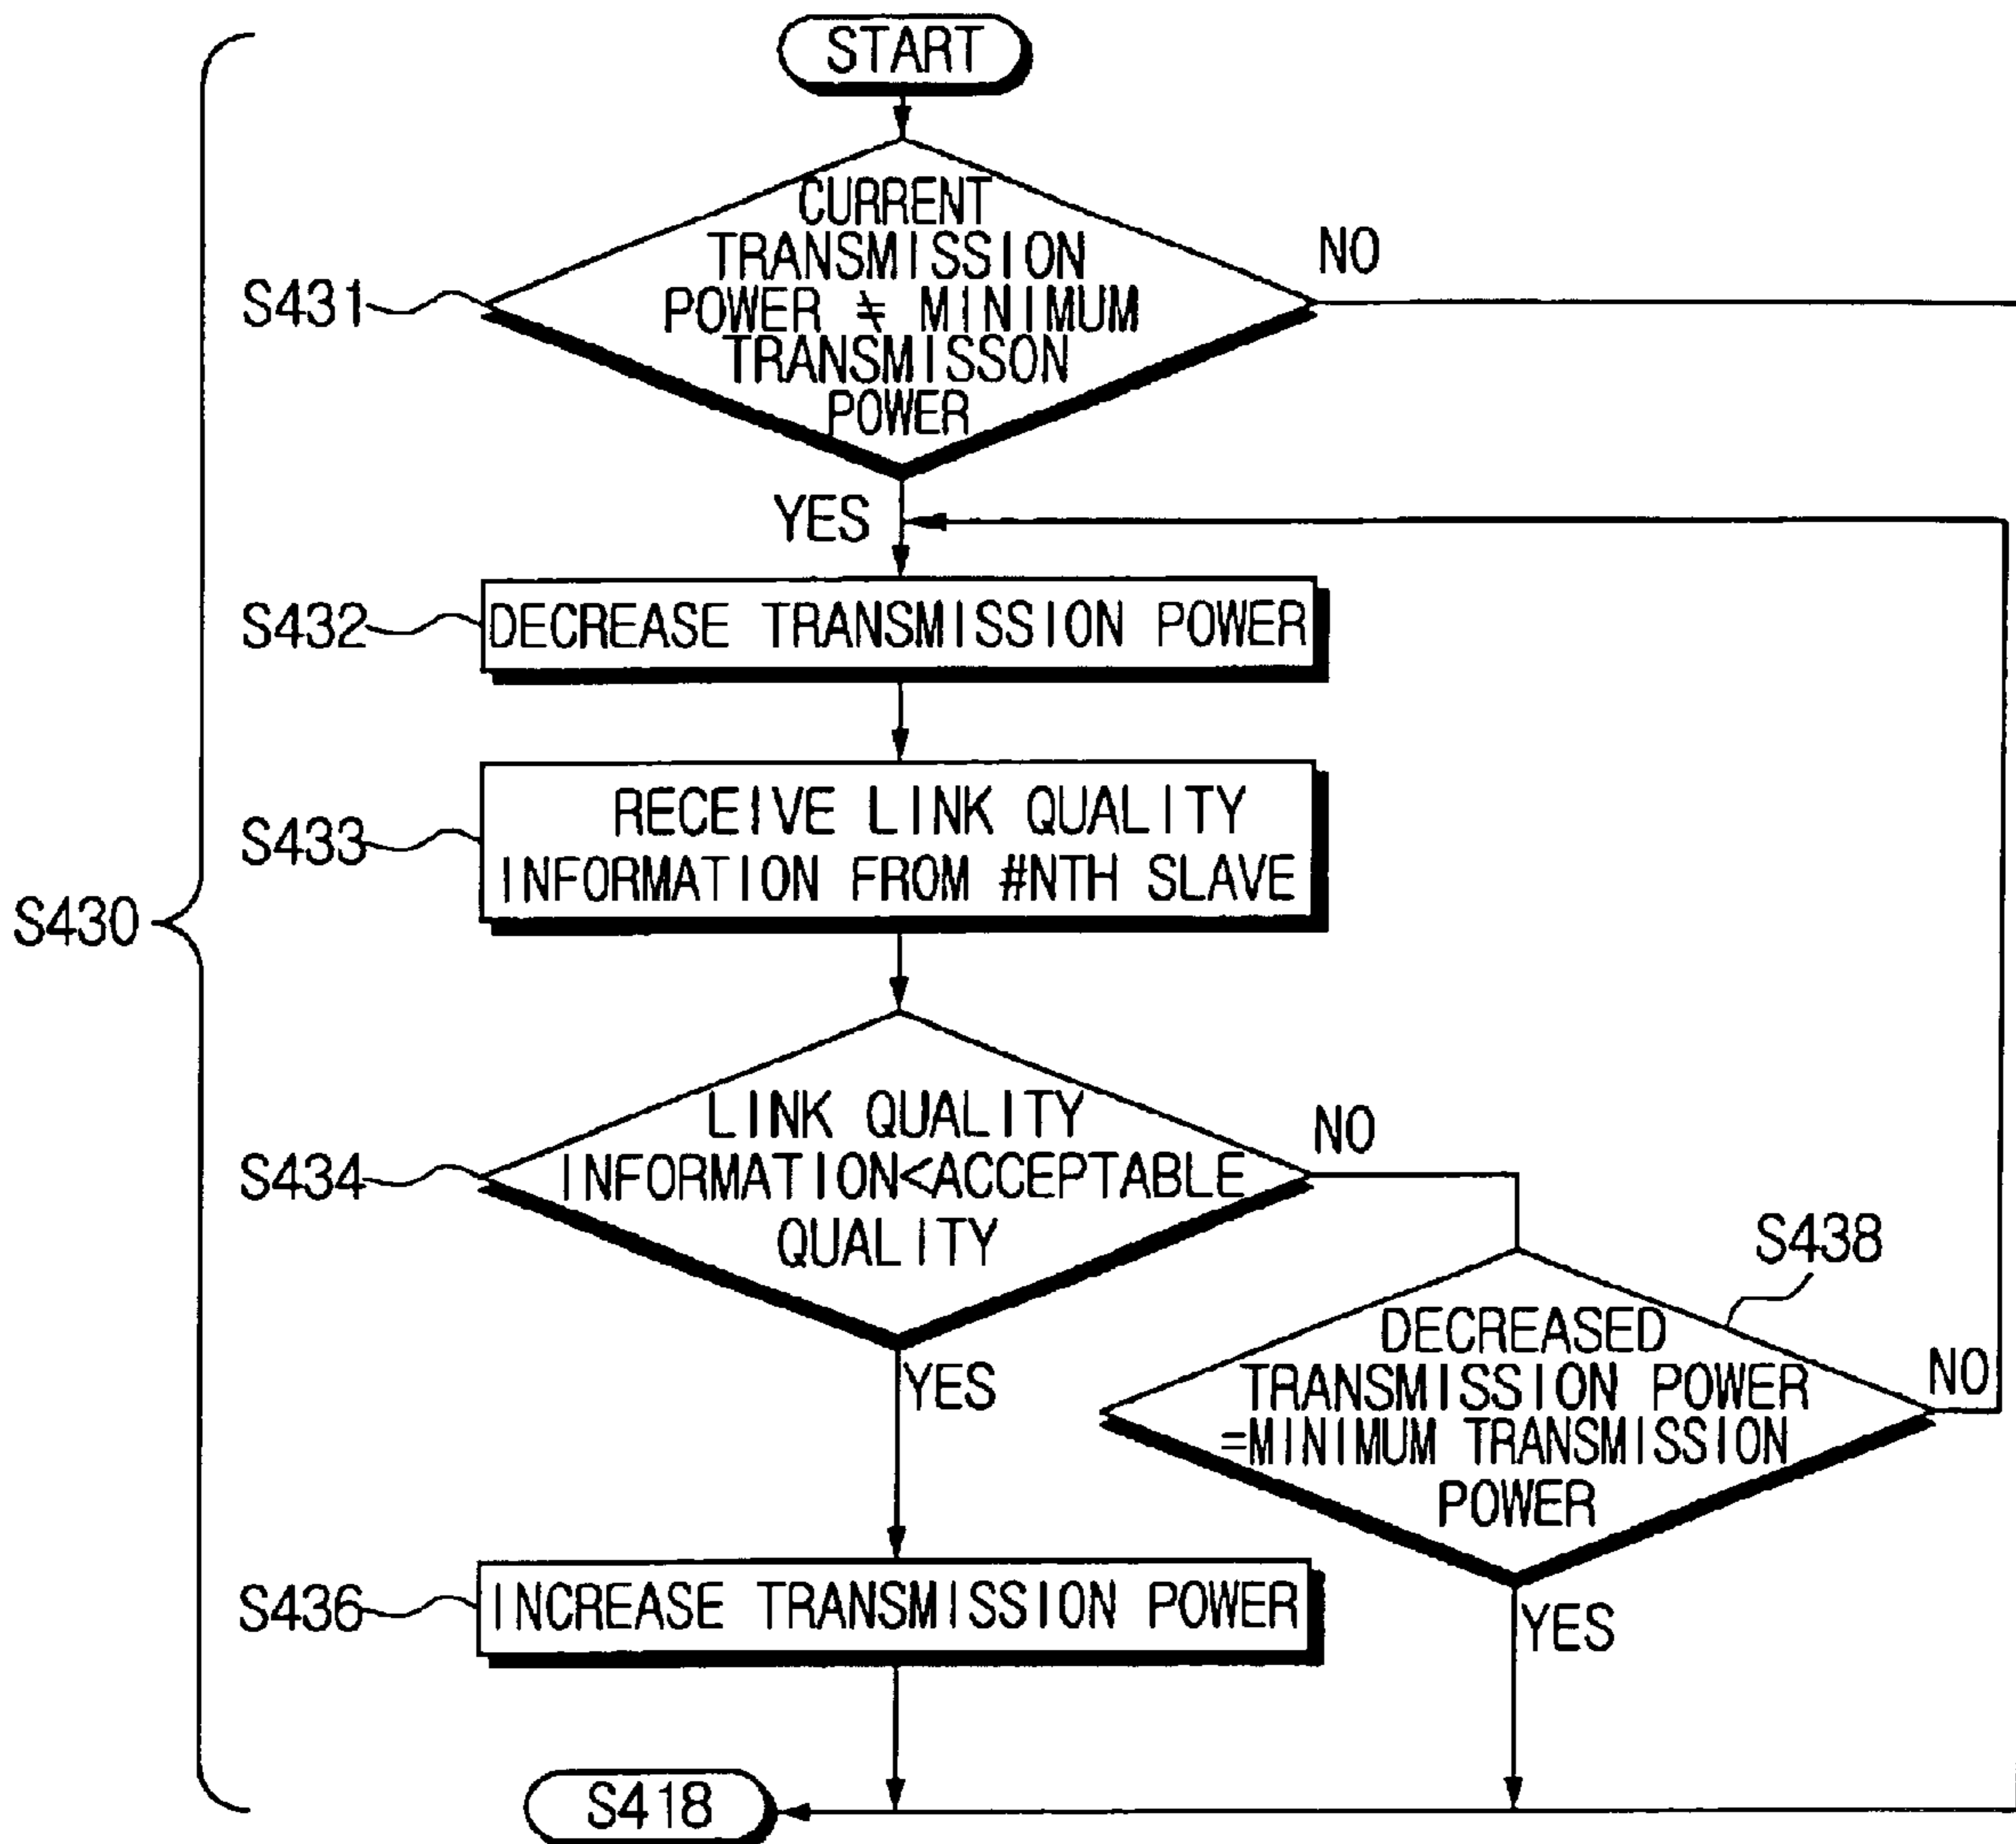 START
CURRENT
TRANSMISSION
POWER ≠ MINIMUM
TRANSMISSON
POWER
NO
S431
YES
S432
DECREASE TRANSMISSION POWER
S433
RECEIVE LINK QUALITY
INFORMATION FROM #NTH SLAVE
S430
S434
LINK QUALITY
INFORMATION<ACCEPTABLE
QUALITY
NO
YES
S438
DECREASED
TRANSMISSION POWER
=MINIMUM TRANSMISSION
POWER
NO
YES
S436
INCREASE TRANSMISSION POWER
S418